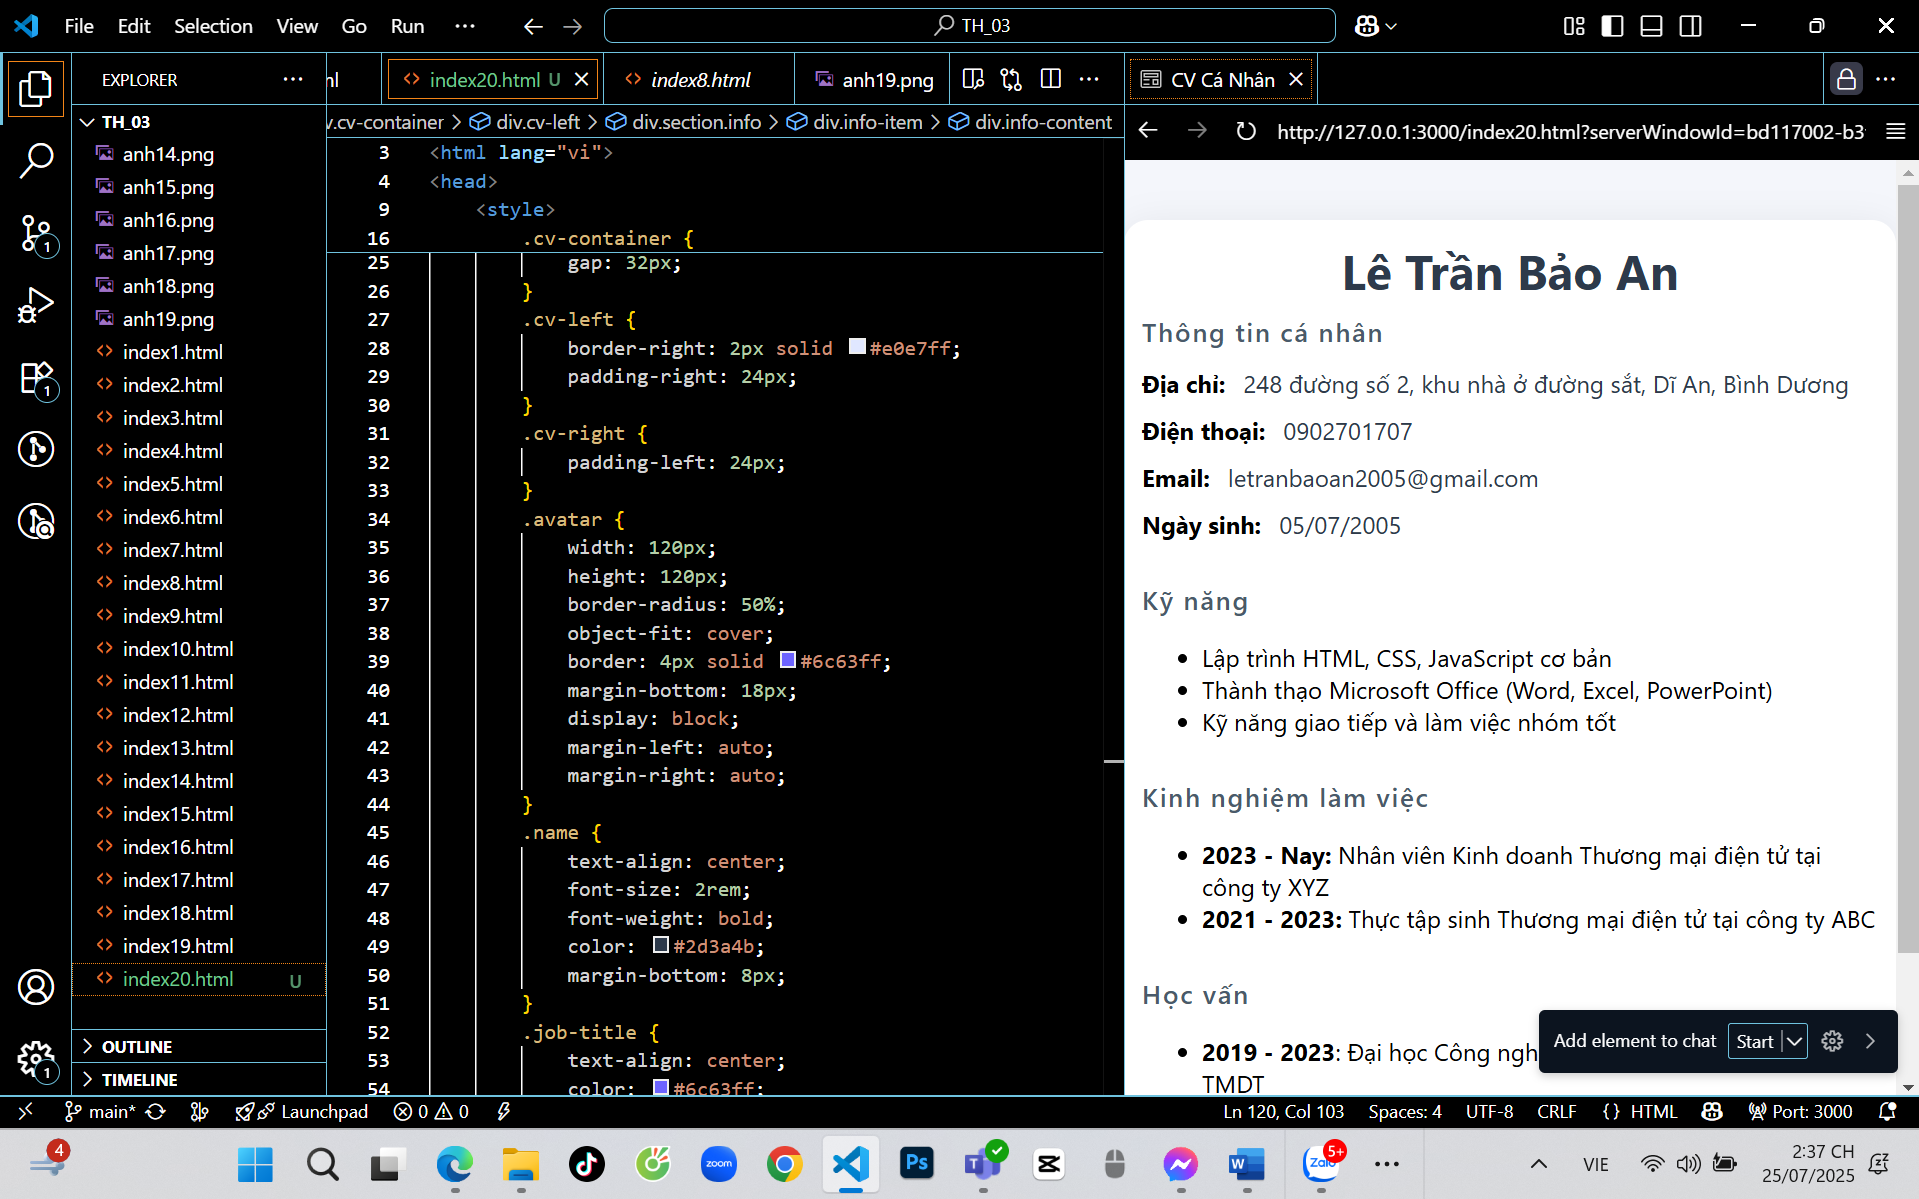 File Edit Selection View Go Run ··· TH_03
EXPLORER
TH_03
anh14.png
anh15.png
anh16.png
anh17.png
anh18.png
anh19.png
index1.html
index2.html
index3.html
index4.html
index5.html
index6.html
index7.html
index8.html
index9.html
index10.html
index11.html
index12.html
index13.html
index14.html
index15.html
index16.html
index17.html
index18.html
index19.html
index20.html U
OUTLINE
TIMELINE
1
1
1
nl index20.html U index8.html anh19.png
v.cv-container > div.cv-left > div.section.info > div.info-item > div.info-content
3 <html lang="vi">
4 <head>
9 <style>
16 .cv-container {
25 gap: 32px;
26 }
27 .cv-left {
28 border-right: 2px solid #e0e7ff;
29 padding-right: 24px;
30 }
31 .cv-right {
32 padding-left: 24px;
33 }
34 .avatar {
35 width: 120px;
36 height: 120px;
37 border-radius: 50%;
38 object-fit: cover;
39 border: 4px solid #6c63ff;
40 margin-bottom: 18px;
41 display: block;
42 margin-left: auto;
43 margin-right: auto;
44 }
45 .name {
46 text-align: center;
47 font-size: 2rem;
48 font-weight: bold;
49 color: #2d3a4b;
50 margin-bottom: 8px;
51 }
52 .job-title {
53 text-align: center;
54 color: #6c63ff;
CV Cá Nhân
http://127.0.0.1:3000/index20.html?serverWindowId=bd117002-b3
Lê Trần Bảo An
Thông tin cá nhân
Địa chỉ: 248 đường số 2, khu nhà ở đường sắt, Dĩ An, Bình Dương
Điện thoại: 0902701707
Email: letranbaoan2005@gmail.com
Ngày sinh: 05/07/2005
Kỹ năng
• Lập trình HTML, CSS, JavaScript cơ bản
• Thành thạo Microsoft Office (Word, Excel, PowerPoint)
• Kỹ năng giao tiếp và làm việc nhóm tốt
Kinh nghiệm làm việc
• 2023 - Nay: Nhân viên Kinh doanh Thương mại điện tử tại
công ty XYZ
• 2021 - 2023: Thực tập sinh Thương mại điện tử tại công ty ABC
Học vấn
• 2019 - 2023: Đại học Công ngh
TMDT
Add element to chat Start
main* Launchpad 0 0 Ln 120, Col 103 Spaces: 4 UTF-8 CRLF {} HTML Port: 3000
4 zoom Ps T W Zalo 5+ ··· VIE 2:37 CH
25/07/2025